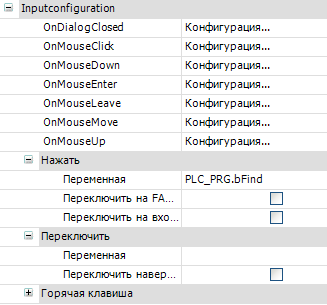 Inputconfiguration
OnDialogClosed Конфигурация...
OnMouseClick Конфигурация...
OnMouseDown Конфигурация...
OnMouseEnter Конфигурация...
OnMouseLeave Конфигурация...
OnMouseMove Конфигурация...
OnMouseUp Конфигурация...
Нажать
Переменная PLC_PRG.bFind
Переключить на FA...
Переключить на вхо...
Переключить
Переменная
Переключить навер...
Горячая клавиша